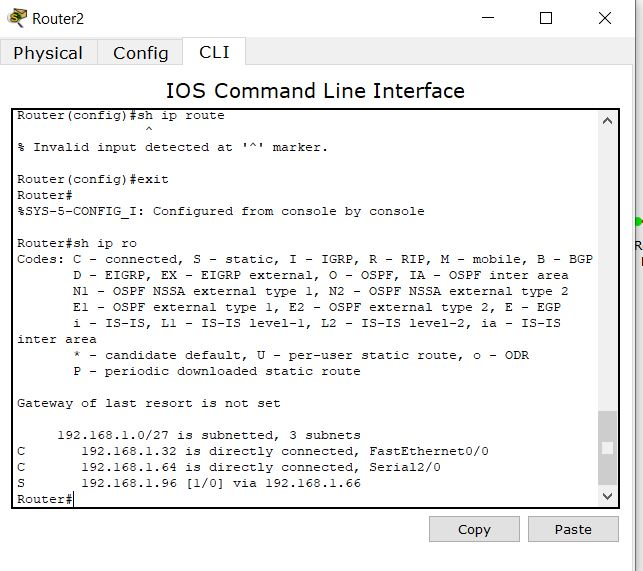 Router2
Physical Config CLI
IOS Command Line Interface
Router(config)#sh ip route
^
% Invalid input detected at '^' marker.
Router(config)#exit
Router#
%SYS-5-CONFIG_I: Configured from console by console
Router#sh ip ro
Codes: C - connected, S - static, I - IGRP, R - RIP, M - mobile, B - BGP
D - EIGRP, EX - EIGRP external, O - OSPF, IA - OSPF inter area
N1 - OSPF NSSA external type 1, N2 - OSPF NSSA external type 2
E1 - OSPF external type 1, E2 - OSPF external type 2, E - EGP
i - IS-IS, L1 - IS-IS level-1, L2 - IS-IS level-2, ia - IS-IS
inter area
* - candidate default, U - per-user static route, o - ODR
P - periodic downloaded static route
Gateway of last resort is not set
192.168.1.0/27 is subnetted, 3 subnets
C 192.168.1.32 is directly connected, FastEthernet0/0
C 192.168.1.64 is directly connected, Serial2/0
S 192.168.1.96 [1/0] via 192.168.1.66
Router#
Copy Paste